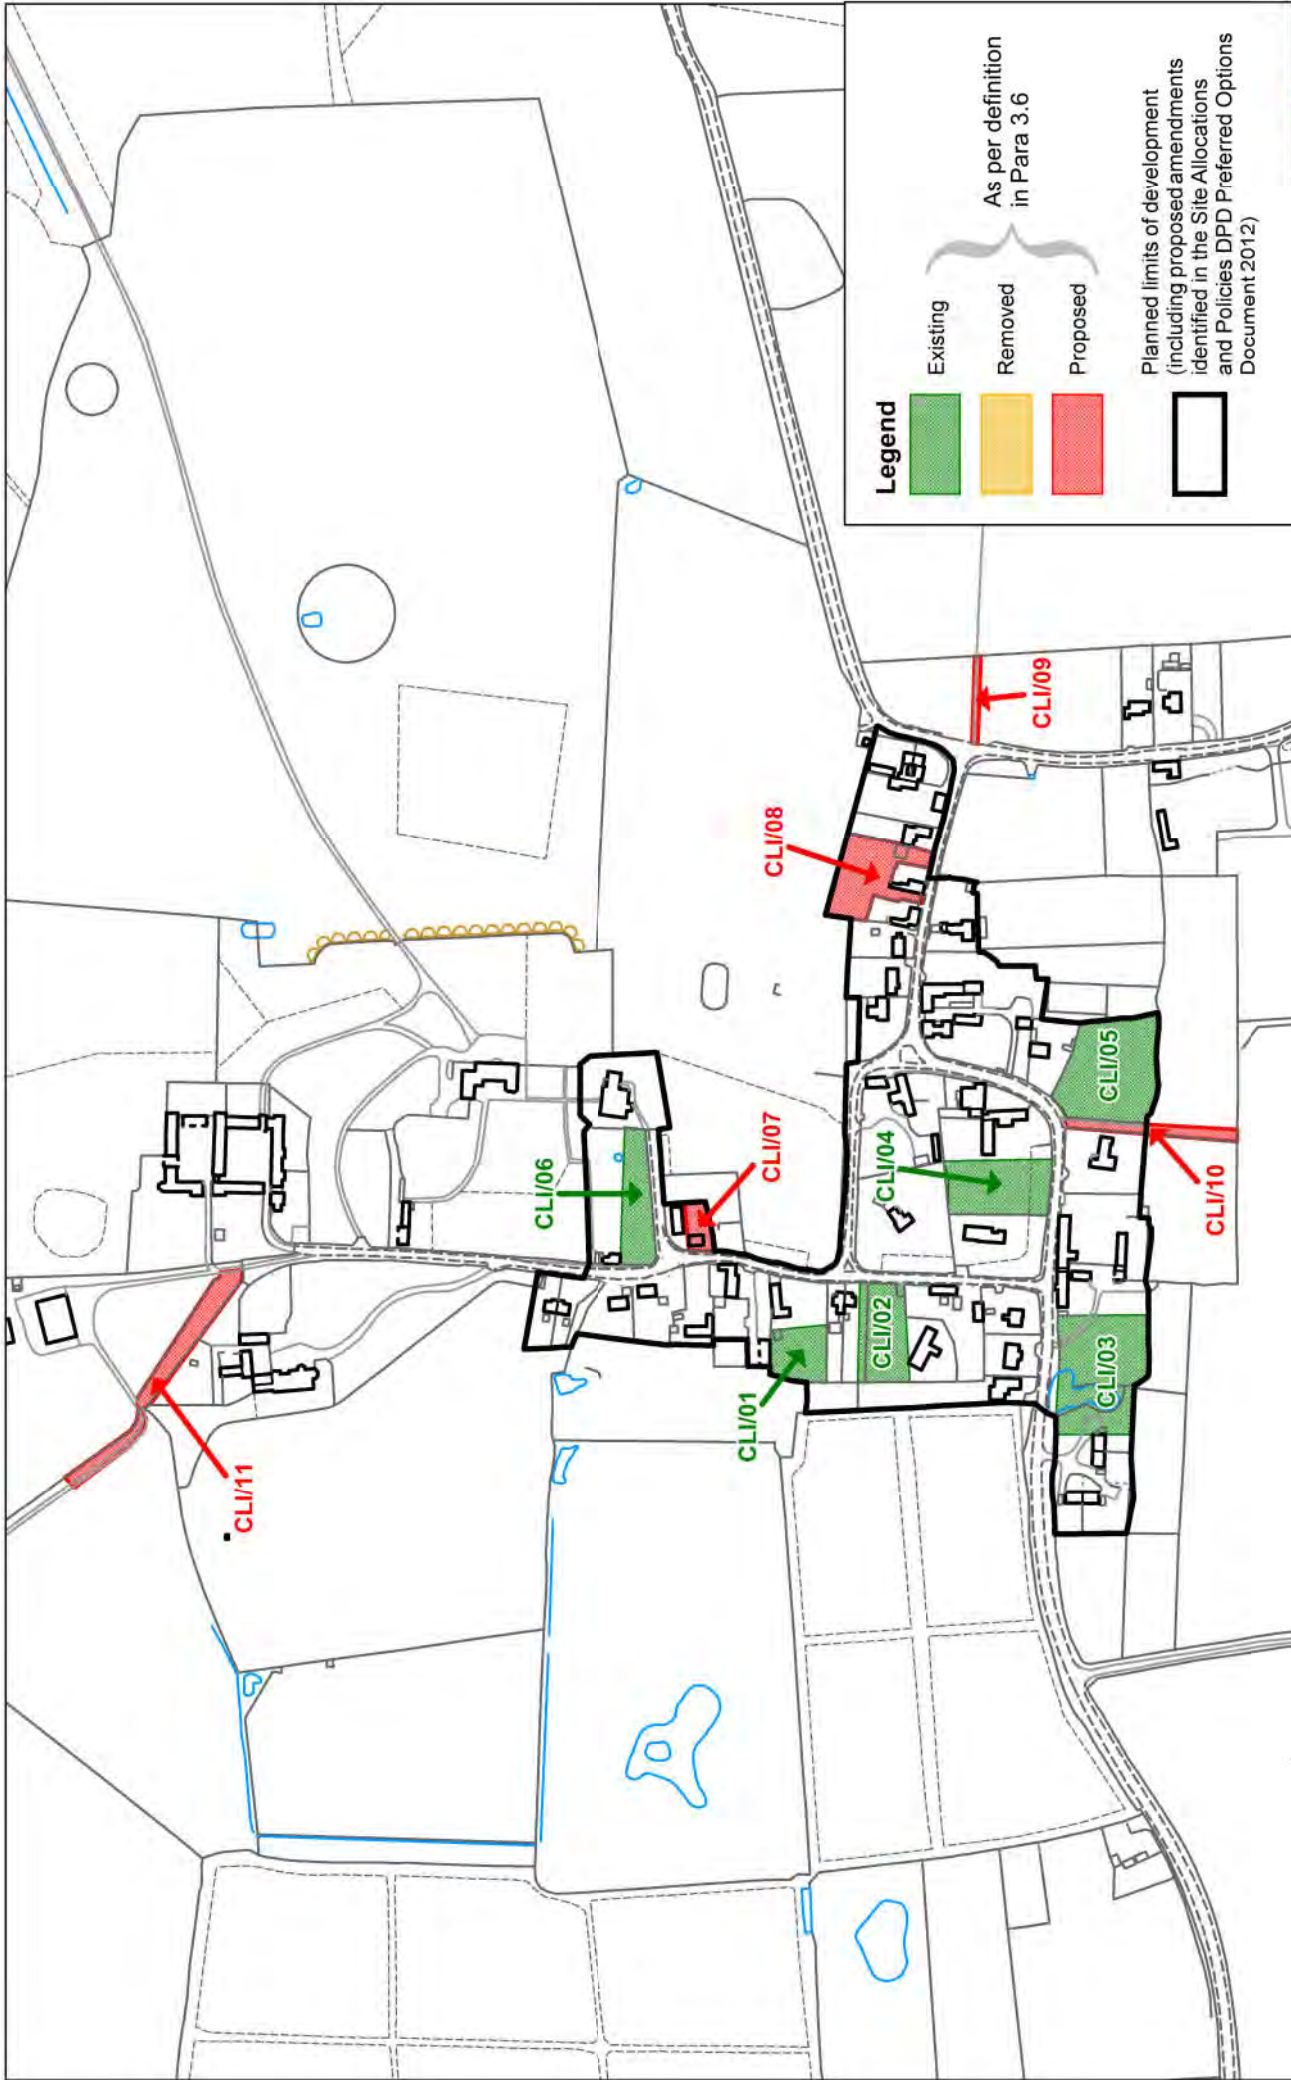 CLI/11
CLI/06
CLI/07
CLI/01
CLI/02
CLI/04
CLI/08
CLI/09
CLI/03
CLI/05
CLI/10
Legend
Existing
Removed
Proposed
As per definition
in Para 3.6
Planned limits of development
(including proposed amendments
identified in the Site Allocations
and Policies DPD Preferred Options
Document 2012)